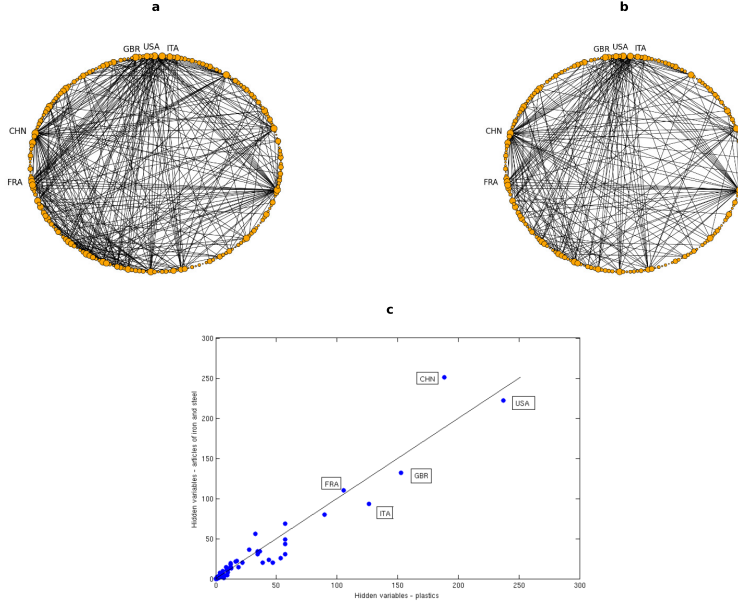 a
b
GBR USA ITA
GBR USA ITA
CHN
CHN
FRA
FRA
c
300
250
200
150
100
50
0
Hidden variables - articles of iron and steel
CHN
USA
GBR
FRA
ITA
0 50 100 150 200 250 300
Hidden variables - plastics